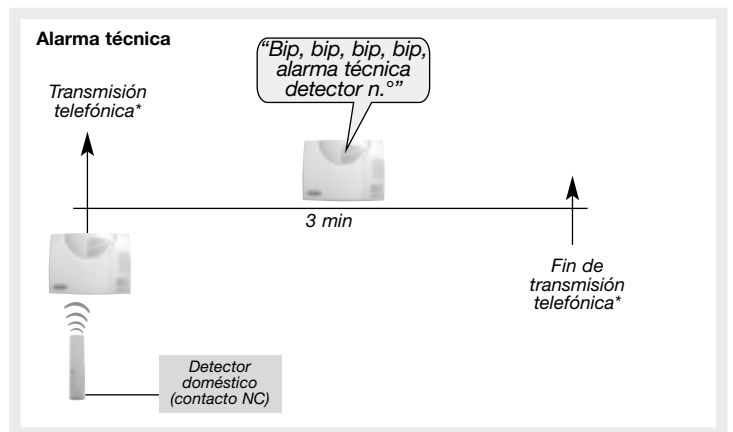 Alarma técnica
“Bip, bip, bip, bip,
alarma técnica
detector n.°”
Transmisión
telefónica*
3 min
Fin de
transmisión
telefónica*
Detector
doméstico
(contacto NC)